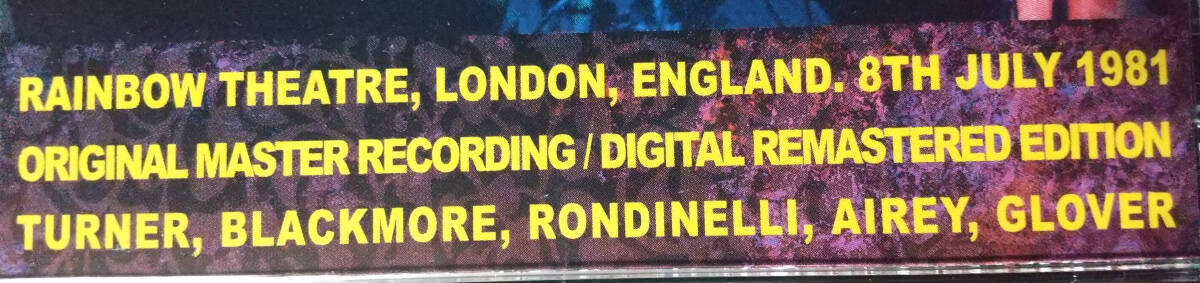 RAINBOW THEATRE, LONDON, ENGLAND. 8TH JULY 1981
ORIGINAL MASTER RECORDING / DIGITAL REMASTERED EDITION
TURNER, BLACKMORE, RONDINELLI, AIREY, GLOVER